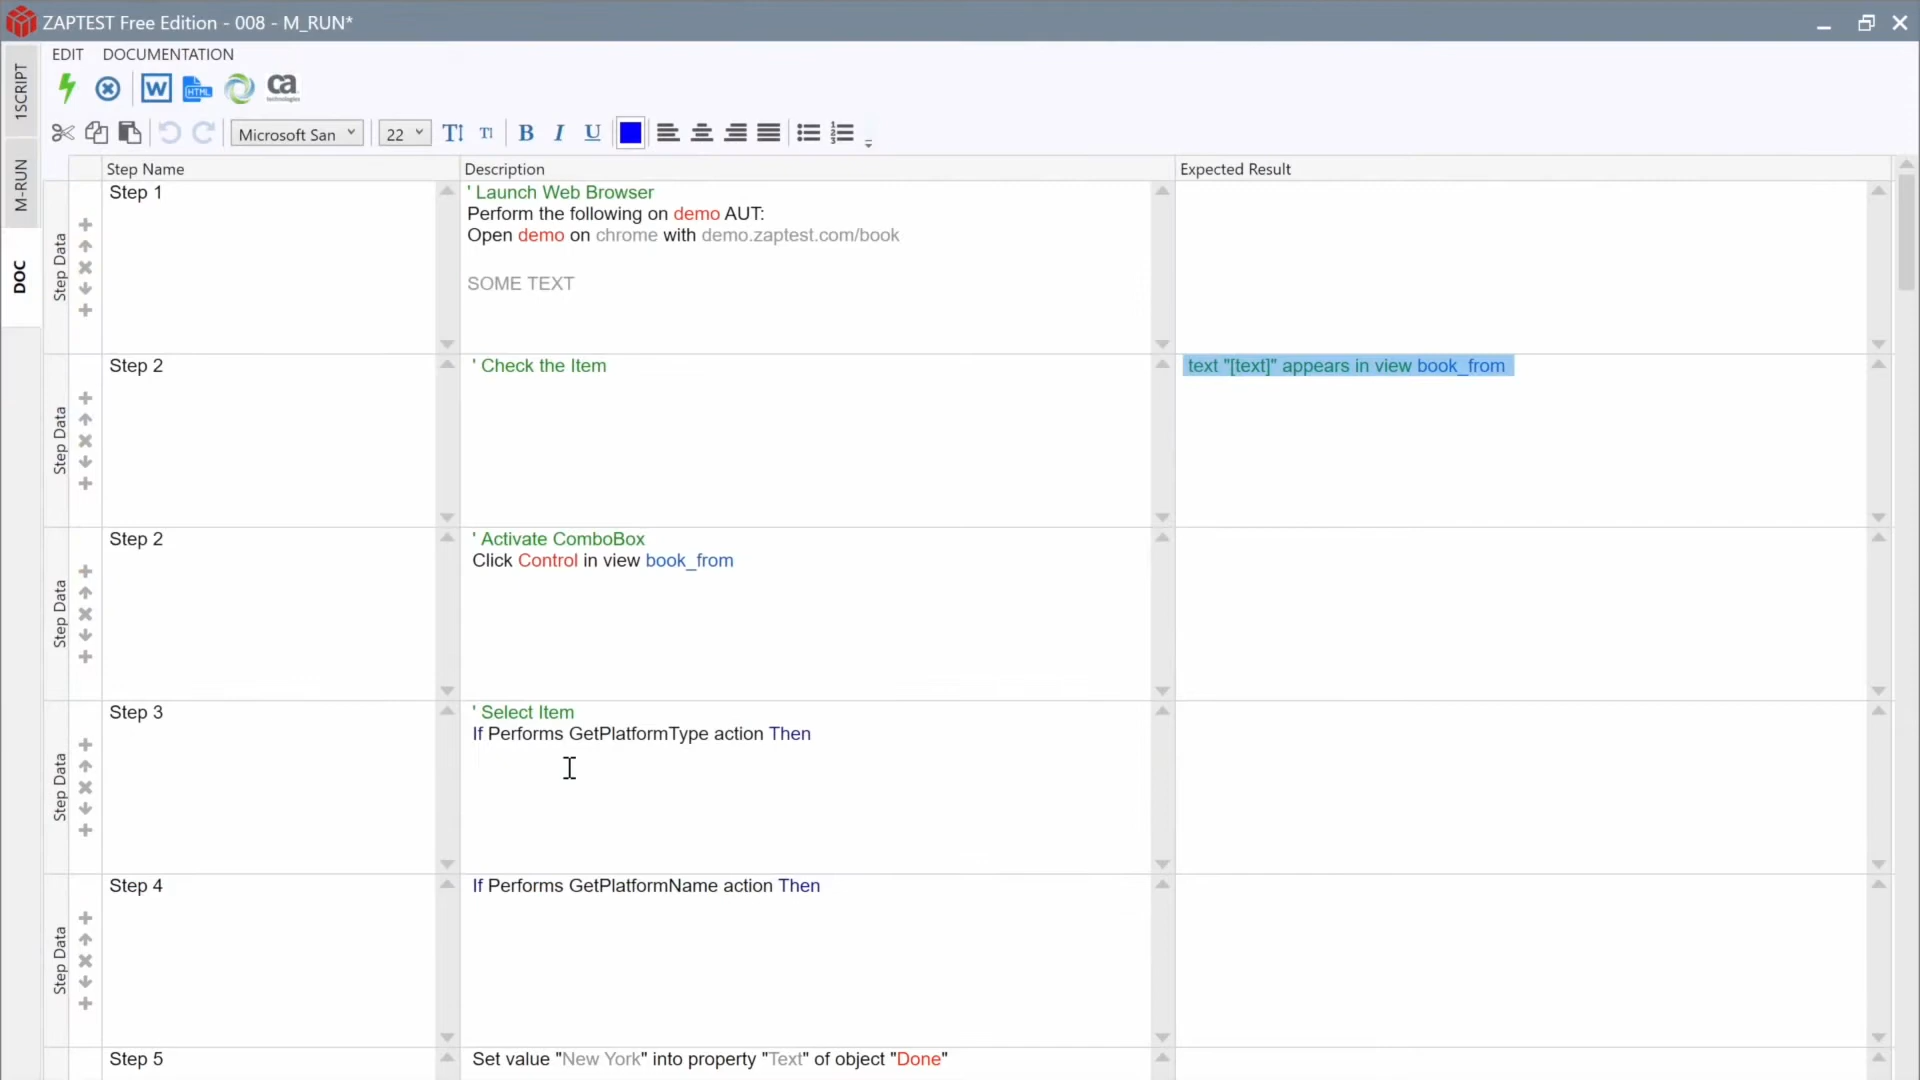 ZAPTEST Free Edition - 008 - M_RUN*
EDIT DOCUMENTATION
W HTML ca technologies
Microsoft San 22 B I U
1SCRIPT
M-RUN
DOC
Step Name Description Expected Result
Step Data
Step 1
' Launch Web Browser
Perform the following on demo AUT:
Open demo on chrome with demo.zaptest.com/book
SOME TEXT
Step Data
Step 2
' Check the Item
text "[text]" appears in view book_from
Step Data
Step 2
' Activate ComboBox
Click Control in view book_from
Step Data
Step 3
' Select Item
If Performs GetPlatformType action Then
Step Data
Step 4
If Performs GetPlatformName action Then
Step 5
Set value "New York" into property "Text" of object "Done"